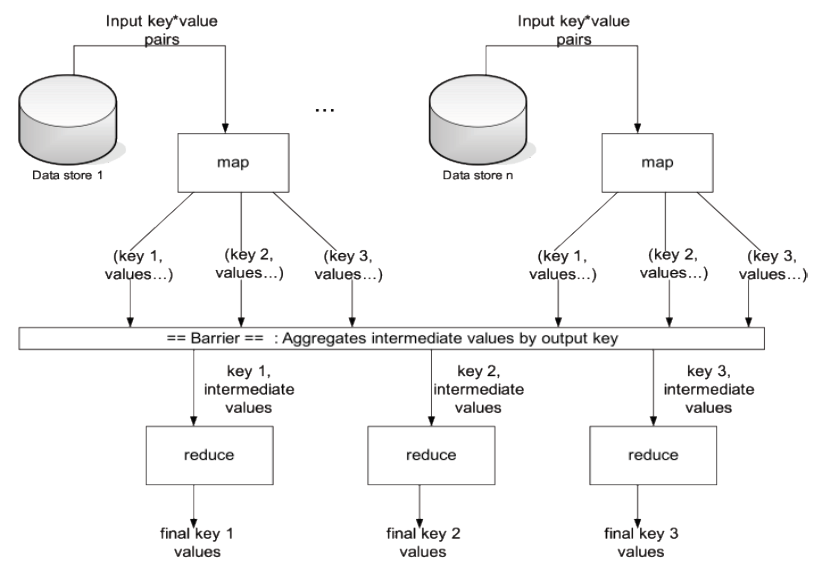 Input key*value
pairs
Input key*value
pairs
...
map
map
Data store 1
Data store n
(key 1,
values...)
(key 2,
values...)
(key 3,
values...)
(key 1,
values...)
(key 2,
values...)
(key 3,
values...)
== Barrier == : Aggregates intermediate values by output key
key 1,
intermediate
values
key 2,
intermediate
values
key 3,
intermediate
values
reduce
reduce
reduce
final key 1
values
final key 2
values
final key 3
values